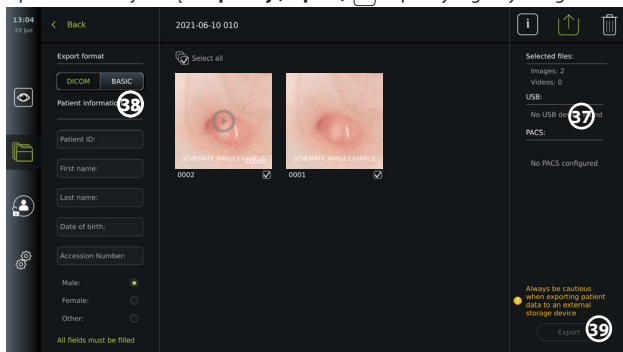 13:04
10 Jun
Back
2021-06-10 010
i
Export format
DICOM BASIC
Patient information
38
Patient ID:
First name:
Last name:
Date of birth:
Accession Number:
Male:
Female:
Other:
All fields must be filled
Select all
SCHEMATIC IMAGE EXAMPLE
0002
SCHEMATIC IMAGE EXAMPLE
0001
Selected files:
Images: 2
Videos: 0
USB:
No USB
37
PACS:
No PACS configured
Always be cautious
when exporting patient
data to an external
storage device
Export
39